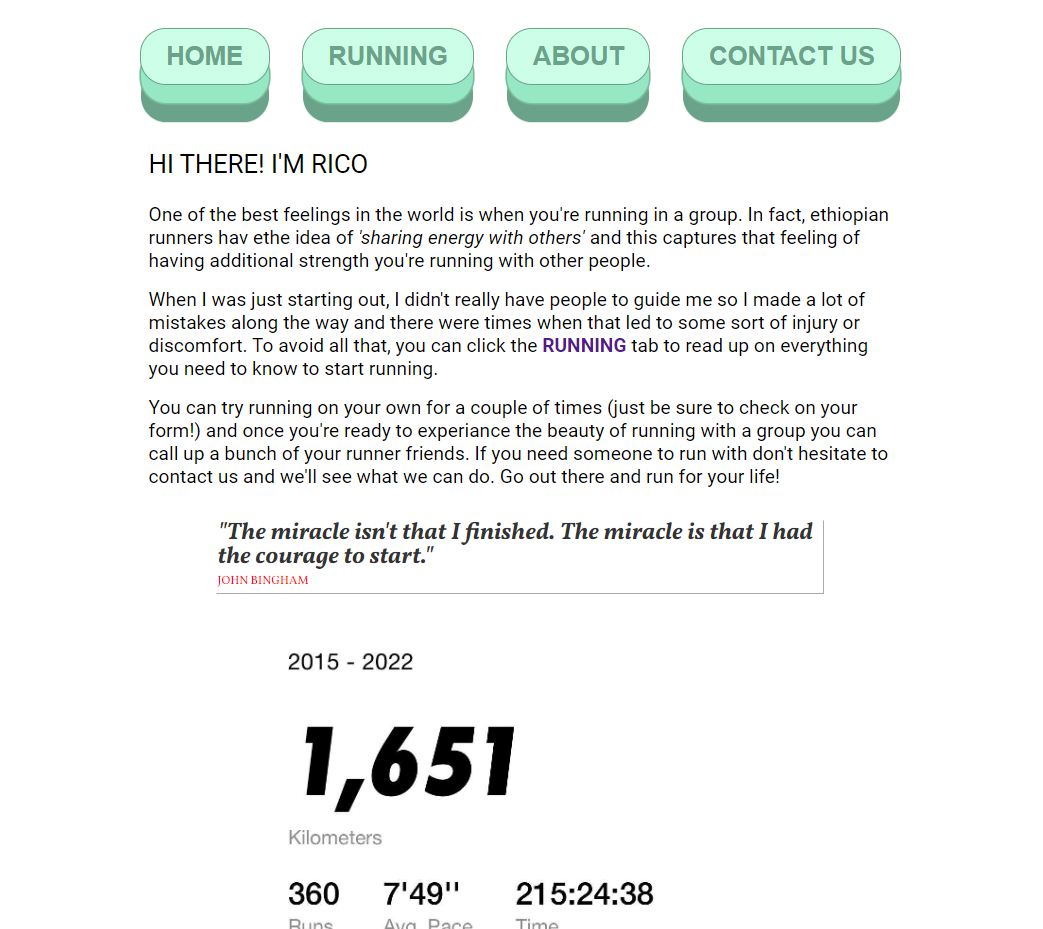 HOME RUNNING ABOUT CONTACT US
HI THERE! I'M RICO
One of the best feelings in the world is when you're running in a group. In fact, ethiopian
runners hav ethe idea of 'sharing energy with others' and this captures that feeling of
having additional strength you're running with other people.
When I was just starting out, I didn't really have people to guide me so I made a lot of
mistakes along the way and there were times when that led to some sort of injury or
discomfort. To avoid all that, you can click the RUNNING tab to read up on everything
you need to know to start running.
You can try running on your own for a couple of times (just be sure to check on your
form!) and once you're ready to experiance the beauty of running with a group you can
call up a bunch of your runner friends. If you need someone to run with don't hesitate to
contact us and we'll see what we can do. Go out there and run for your life!
"The miracle isn't that I finished. The miracle is that I had
the courage to start."
JOHN BINGHAM
2015 - 2022
1,651
Kilometers
360 7'49'' 215:24:38
Runs Avg. Pace Time